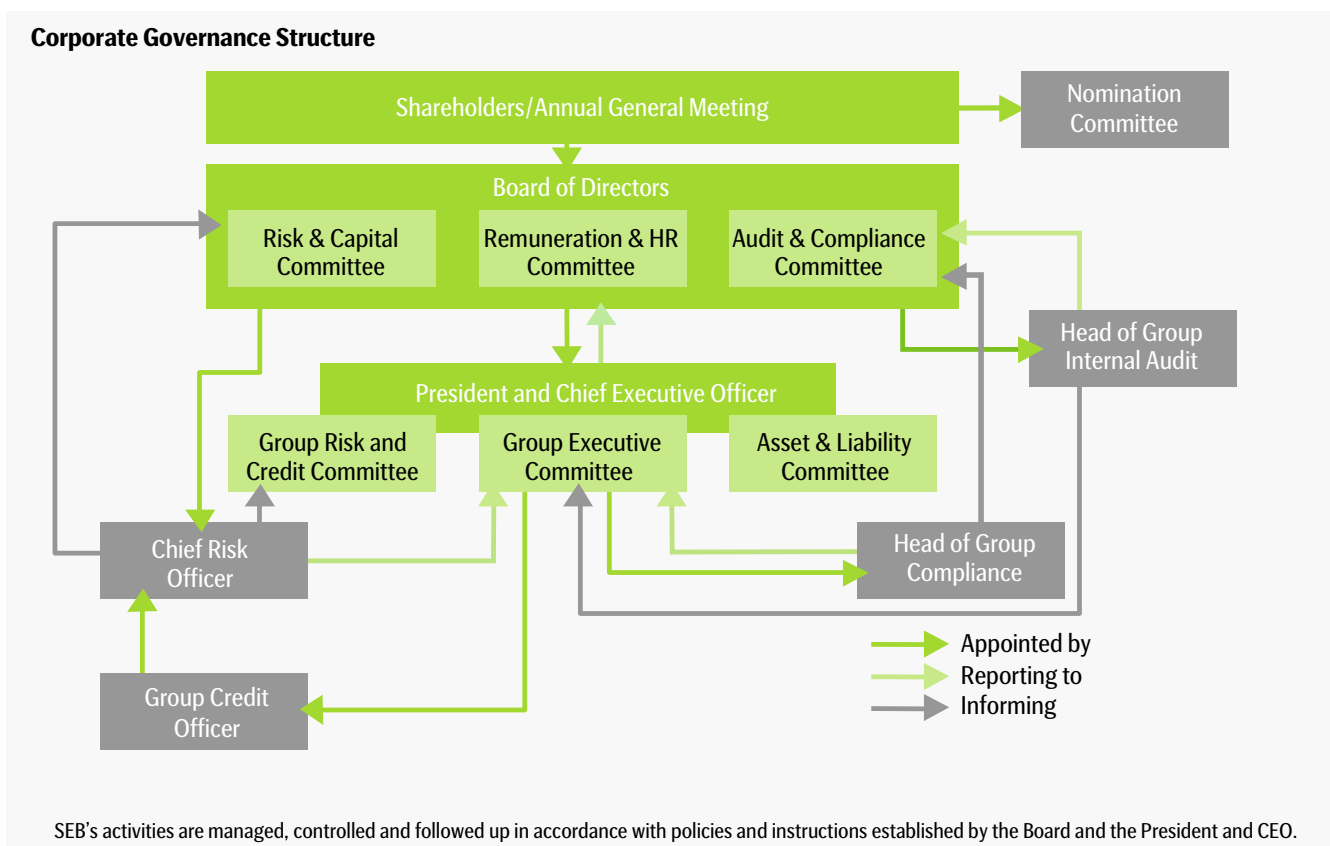 Corporate Governance Structure
Shareholders/Annual General Meeting
Nomination
Committee
Board of Directors
Risk & Capital
Committee
Remuneration & HR
Committee
Audit & Compliance
Committee
Head of Group
Internal Audit
President and Chief Executive Officer
Group Risk and
Credit Committee
Group Executive
Committee
Asset & Liability
Committee
Chief Risk
Officer
Head of Group
Compliance
Appointed by
Reporting to
Informing
Group Credit
Officer
SEB's activities are managed, controlled and followed up in accordance with policies and instructions established by the Board and the President and CEO.